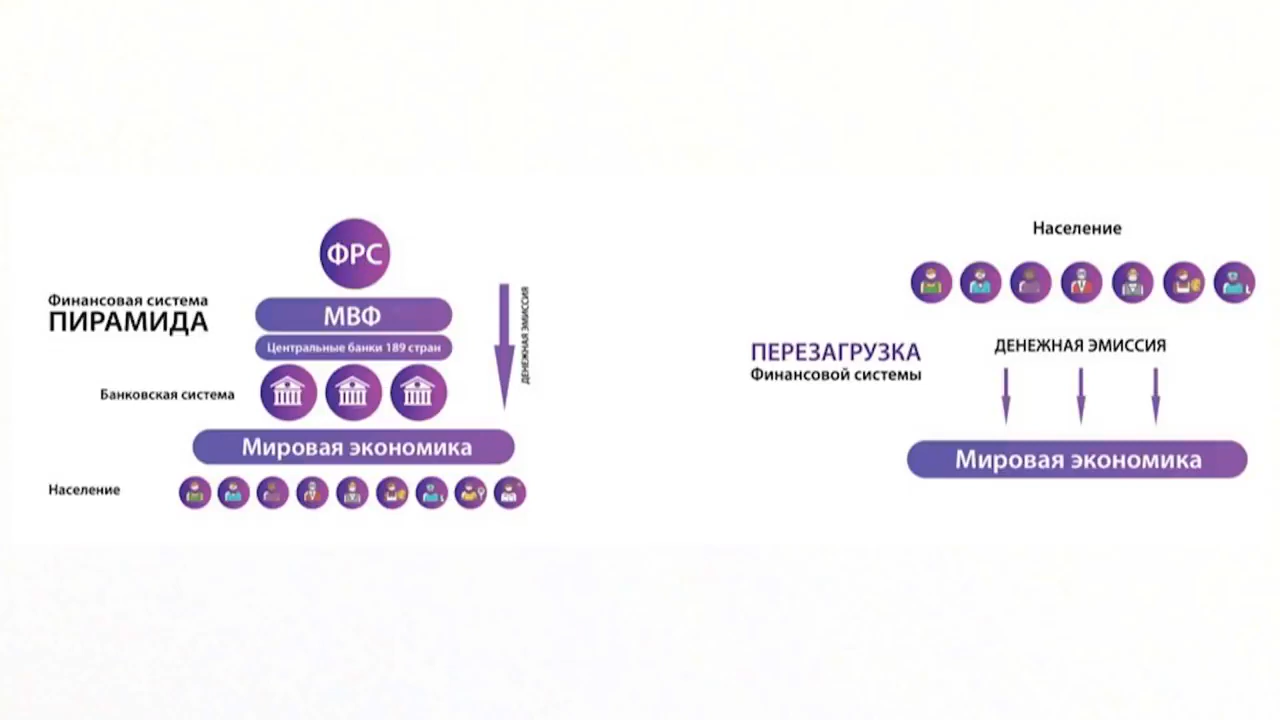 ФРС
Финансовая система
ПИРАМИДА
МВФ
Центральные банки 189 стран
ДЕНЕЖНАЯ ЭМИССИЯ
Банковская система
Мировая экономика
Население
Население
ПЕРЕЗАГРУЗКА
Финансовой системы
ДЕНЕЖНАЯ ЭМИССИЯ
Мировая экономика